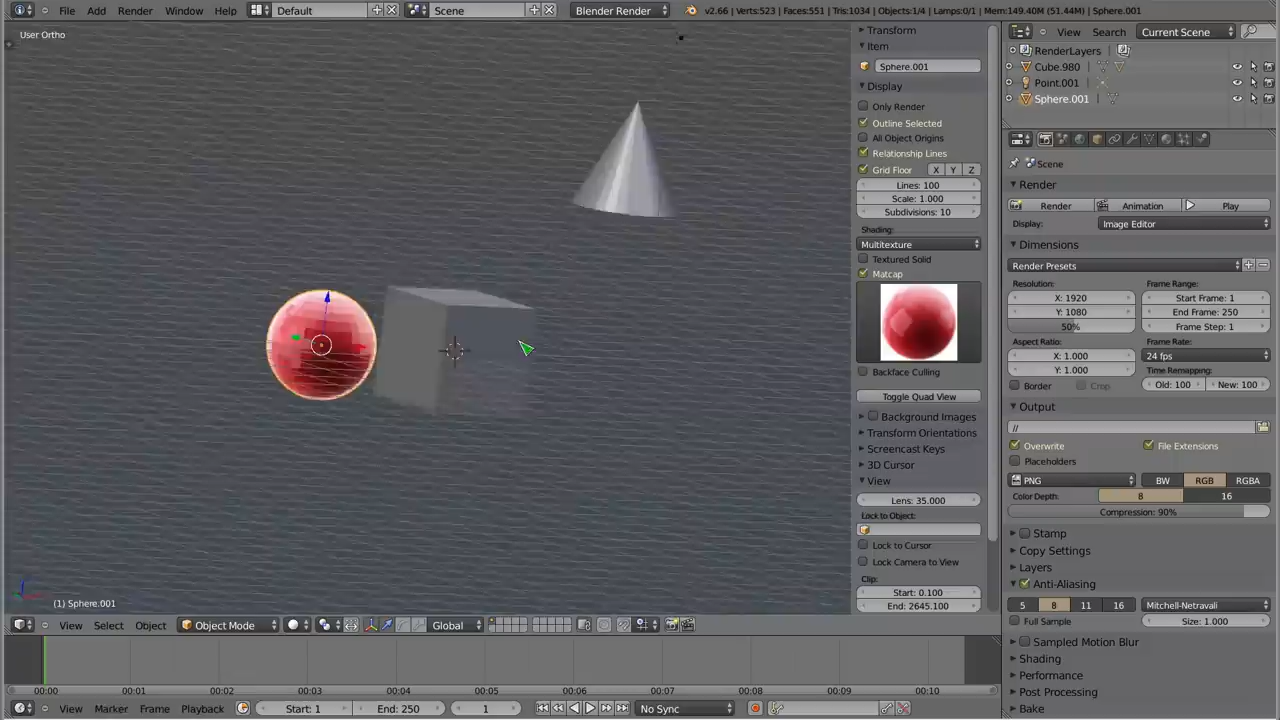 File Add Render Window Help Default Scene Blender Render v2.66 | Verts:523 | Faces:551 | Tris:1034 | Objects:1/4 | Lamps:0/1 | Mem:149.40M (51.44M) | Sphere.001
User Ortho
(1) Sphere.001
View Select Object Object Mode Global
Transform
Item
Sphere.001
Display
Only Render
Outline Selected
All Object Origins
Relationship Lines
Grid Floor X Y Z
Lines: 100
Scale: 1.000
Subdivisions: 10
Shading:
Multitexture
Textured Solid
Matcap
Backface Culling
Toggle Quad View
Background Images
Transform Orientations
Screencast Keys
3D Cursor
View
Lens: 35.000
Lock to Object:
Lock to Cursor
Lock Camera to View
Clip:
Start: 0.100
End: 2645.100
View Search Current Scene
RenderLayers
Cube.980
Point.001
Sphere.001
Scene
Render
Render Animation Play
Display: Image Editor
Dimensions
Render Presets
Resolution: Frame Range:
X: 1920 Start Frame: 1
Y: 1080 End Frame: 250
50% Frame Step: 1
Aspect Ratio: Frame Rate:
X: 1.000 24 fps
Y: 1.000 Time Remapping:
Border Crop Old: 100 New: 100
Output
//
Overwrite File Extensions
Placeholders
PNG BW RGB RGBA
Color Depth: 8 16
Compression: 90%
Stamp
Copy Settings
Layers
Anti-Aliasing
5 8 11 16 Mitchell-Netravali
Full Sample Size: 1.000
Sampled Motion Blur
Shading
Performance
Post Processing
Bake
00:00 00:01 00:02 00:03 00:04 00:05 00:06 00:07 00:08 00:09 00:10
View Marker Frame Playback Start: 1 End: 250 1 No Sync